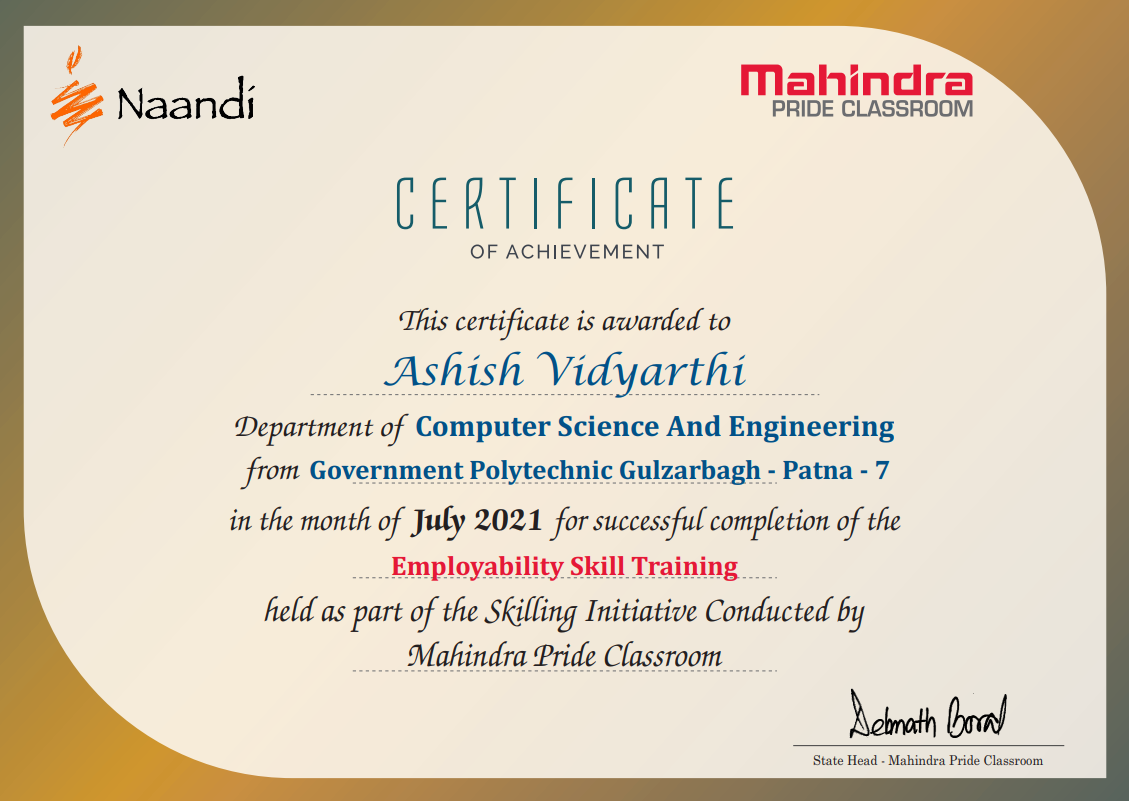 Naandi
Mahindra
PRIDE CLASSROOM
CERTIFICATE
OF ACHIEVEMENT
This certificate is awarded to
Ashish Vidyarthi
Department of Computer Science And Engineering
from Government Polytechnic Gulzarbagh - Patna - 7
in the month of July 2021 for successful completion of the
Employability Skill Training
held as part of the Skilling Initiative Conducted by
Mahindra Pride Classroom
Debnath Boral
State Head - Mahindra Pride Classroom